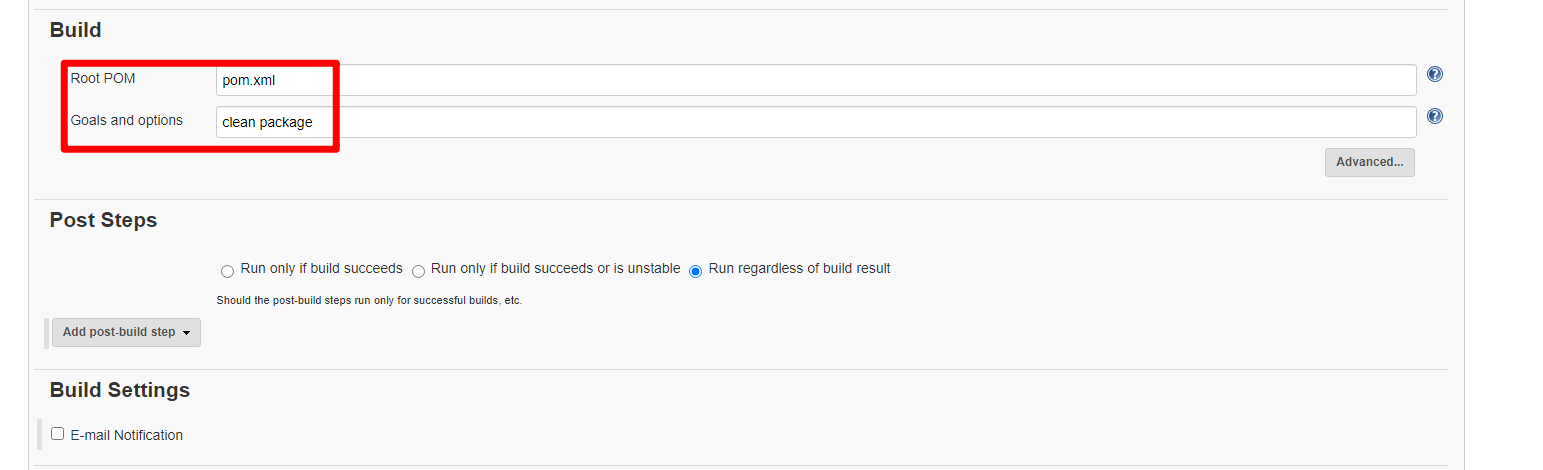 Build
Root POM pom.xml
Goals and options clean package
Advanced...
Post Steps
Run only if build succeeds Run only if build succeeds or is unstable Run regardless of build result
Should the post-build steps run only for successful builds, etc.
Add post-build step
Build Settings
E-mail Notification